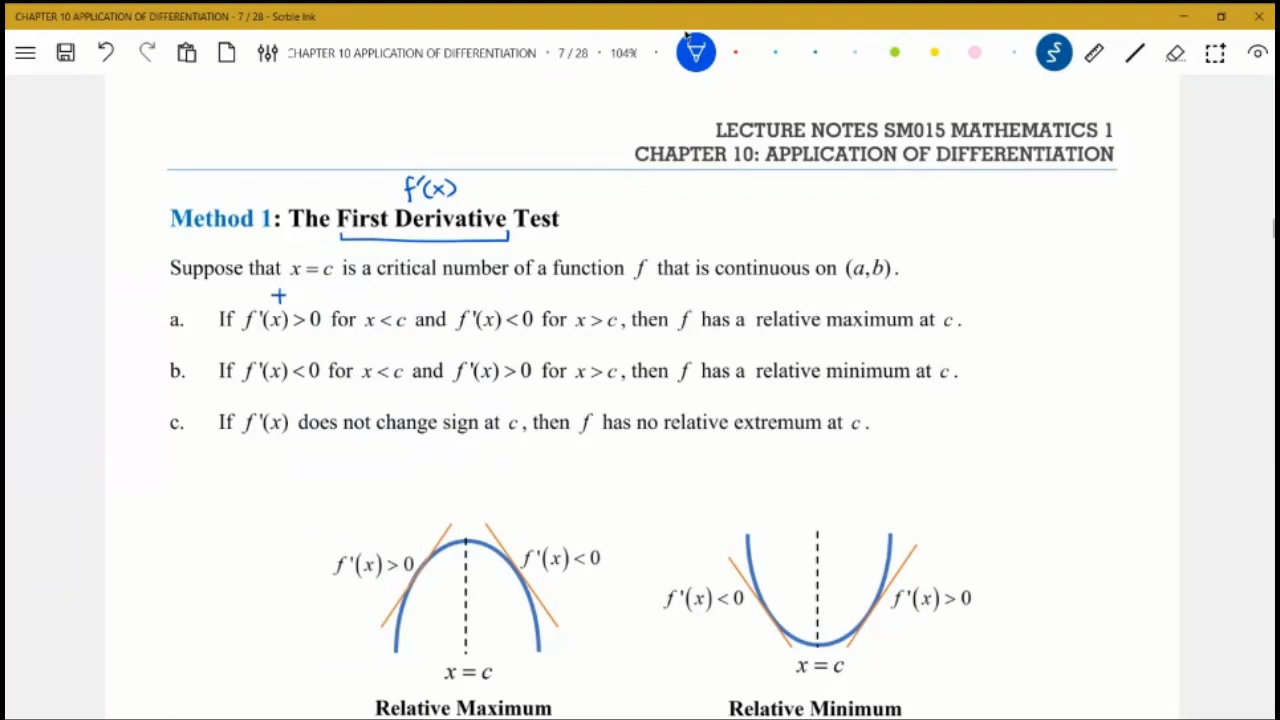 CHAPTER 10 APPLICATION OF DIFFERENTIATION - 7 / 28 - Scrble Ink
CHAPTER 10 APPLICATION OF DIFFERENTIATION • 7 / 28 • 104% •
LECTURE NOTES SM015 MATHEMATICS 1
CHAPTER 10: APPLICATION OF DIFFERENTIATION
f'(x)
Method 1: The First Derivative Test
Suppose that x = c is a critical number of a function f that is continuous on (a,b).
+
a. If f'(x) > 0 for x < c and f'(x) < 0 for x > c, then f has a relative maximum at c.
b. If f'(x) < 0 for x < c and f'(x) > 0 for x > c, then f has a relative minimum at c.
c. If f'(x) does not change sign at c, then f has no relative extremum at c.
f'(x) > 0 f'(x) < 0
f'(x) < 0 f'(x) > 0
x = c x = c
Relative Maximum Relative Minimum